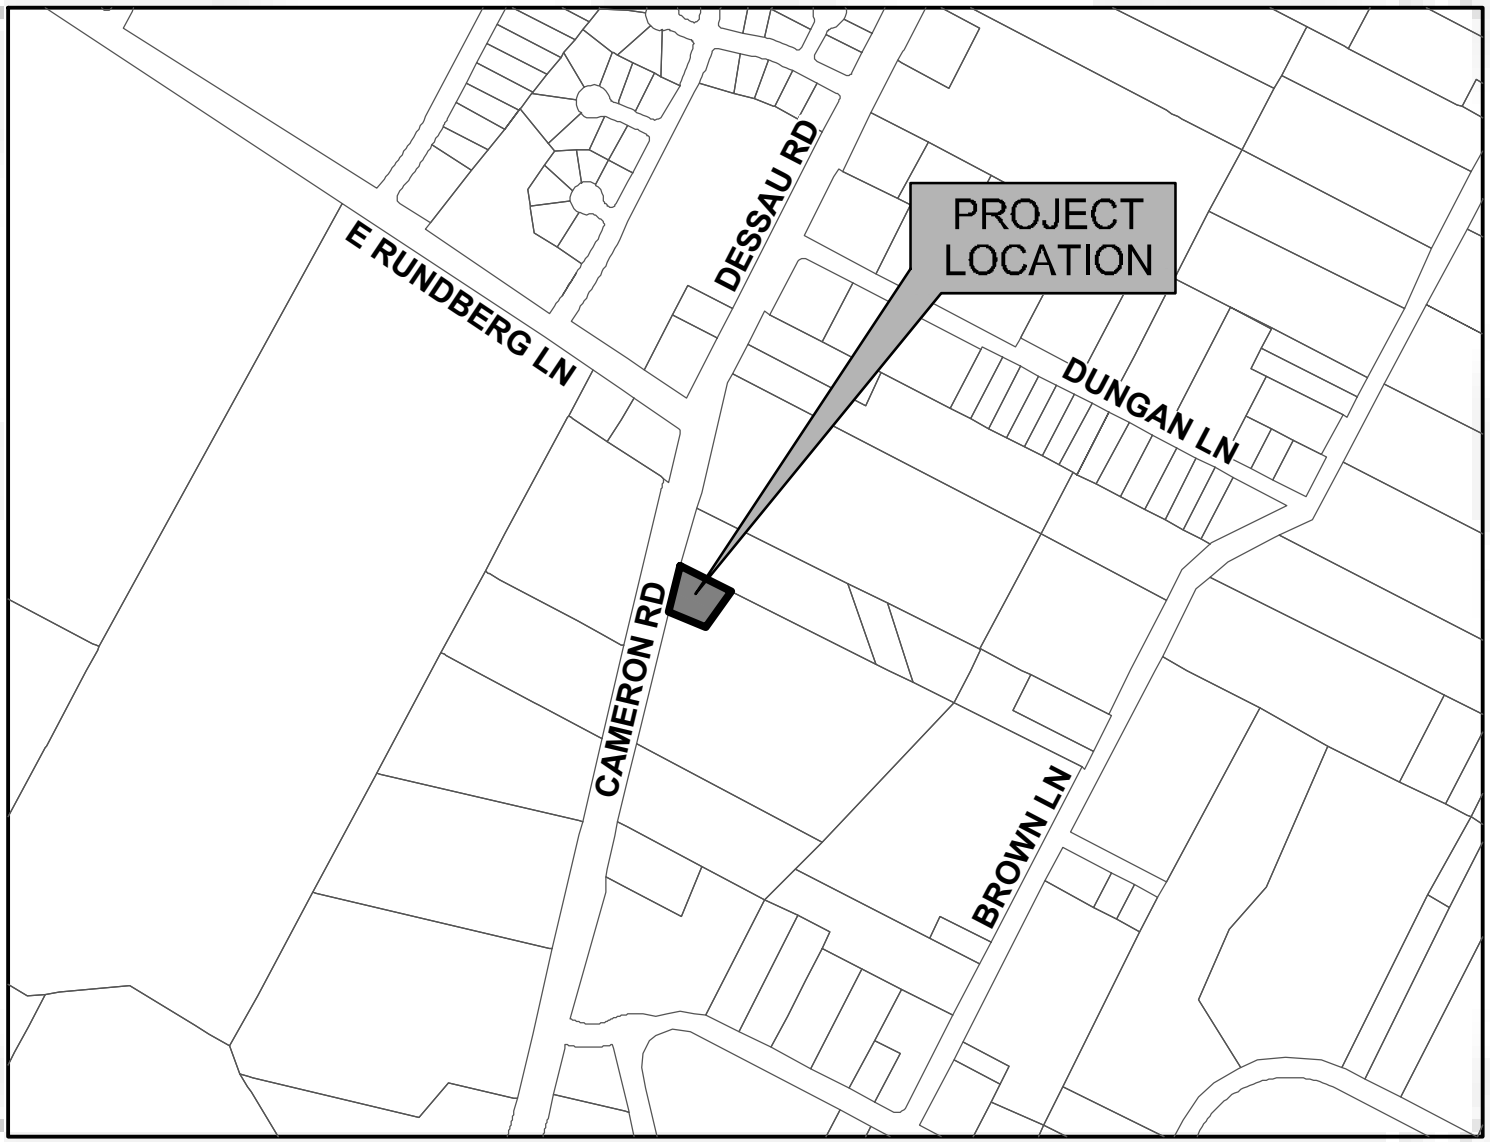 DESSAU RD
PROJECT
LOCATION
E RUNDBERG LN
DUNGAN LN
CAMERON RD
BROWN LN